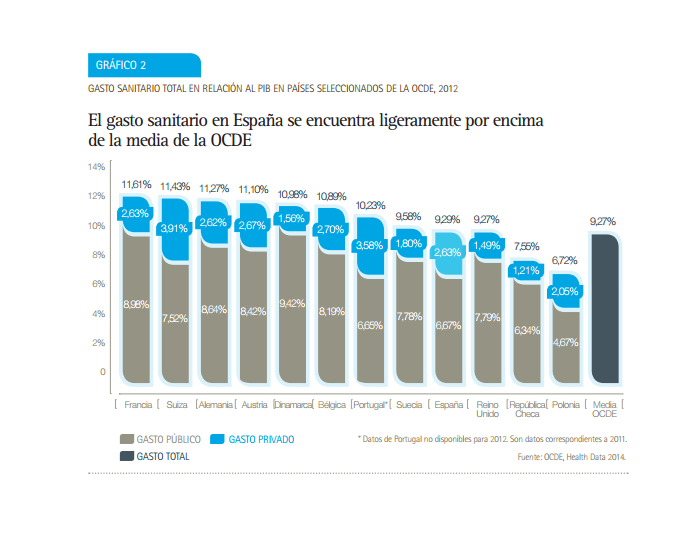 GRÁFICO 2
GASTO SANITARIO TOTAL EN RELACIÓN AL PIB EN PAÍSES SELECCIONADOS DE LA OCDE, 2012
El gasto sanitario en España se encuentra ligeramente por encima
de la media de la OCDE
14%
12%
10%
8%
6%
4%
2%
0
11,61% 11,43% 11,27% 11,10% 10,98% 10,89% 10,23% 9,58% 9,29% 9,27% 7,55% 6,72% 9,27%
2,63% 3,91% 2,62% 2,67% 1,56% 2,70% 3,58% 1,80% 2,63% 1,49% 1,21% 2,05%
8,98% 7,52% 8,64% 8,42% 9,42% 8,19% 6,65% 7,78% 6,67% 7,79% 6,34% 4,67%
[ Francia [ Suiza [ Alemania [ Austria [ Dinamarca [ Bélgica [ Portugal* [ Suecia [ España [ Reino [ República [ Polonia [ Media [
Unido Checa OCDE
GASTO PÚBLICO GASTO PRIVADO
GASTO TOTAL
* Datos de Portugal no disponibles para 2012. Son datos correspondientes a 2011.
Fuente: OCDE, Health Data 2014.